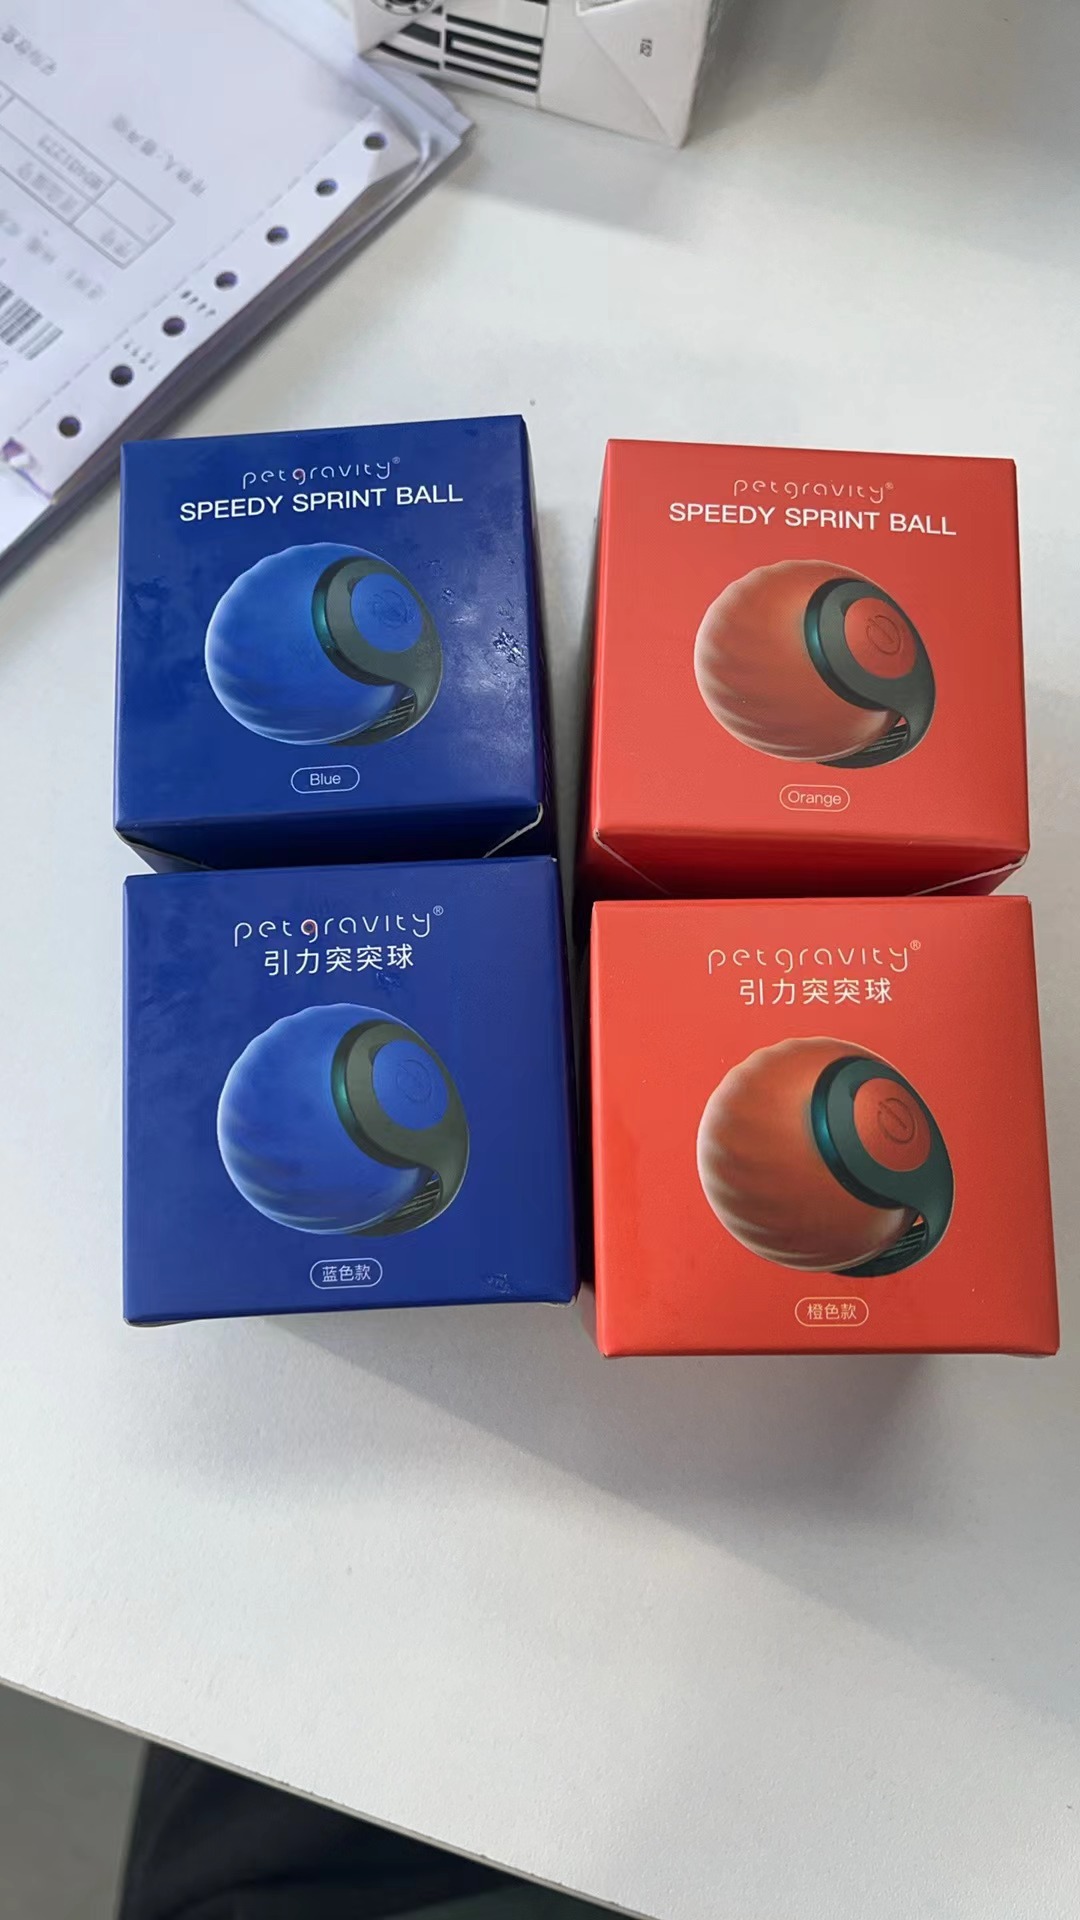 petgravity®
SPEEDY SPRINT BALL
Blue
petgravity®
SPEEDY SPRINT BALL
Orange
petgravity®
引力突突球
蓝色款
petgravity®
引力突突球
橙色款